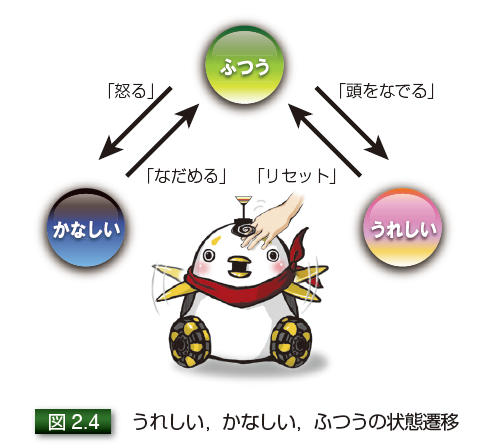 ふつう
「怒る」
「頭をなでる」
「なだめる」
「リセット」
かなしい
うれしい
図 2.4 うれしい，かなしい，ふつうの状態遷移